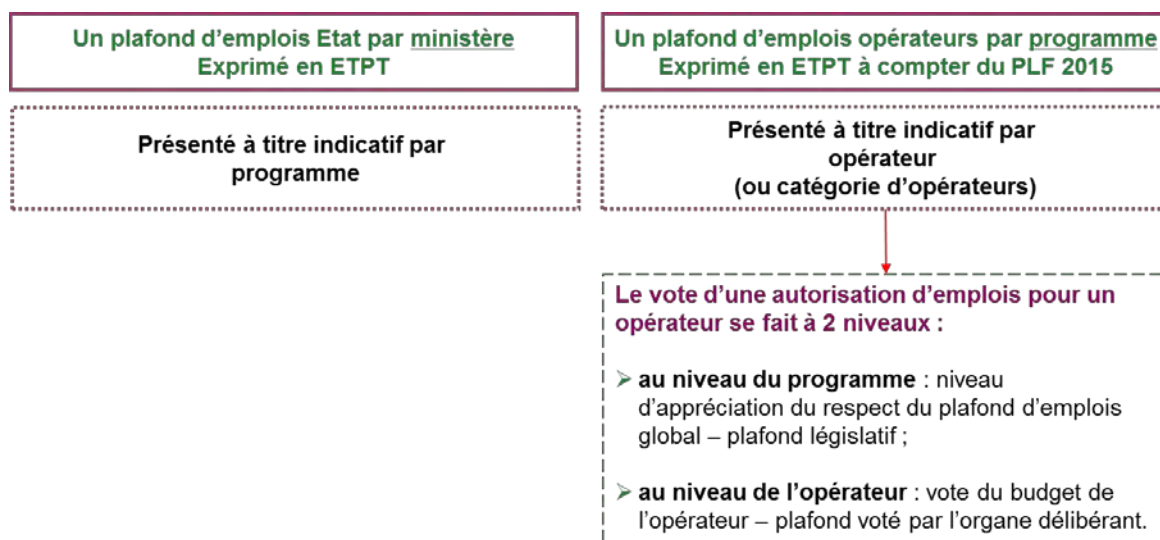 Un plafond d’emplois Etat par ministère
Exprimé en ETPT
Présenté à titre indicatif par
programme
Un plafond d’emplois opérateurs par programme
Exprimé en ETPT à compter du PLF 2015
Présenté à titre indicatif par
opérateur
(ou catégorie d’opérateurs)
Le vote d’une autorisation d’emplois pour un
opérateur se fait à 2 niveaux :
➢ au niveau du programme : niveau
d’appréciation du respect du plafond d’emplois
global – plafond législatif ;
➢ au niveau de l’opérateur : vote du budget de
l’opérateur – plafond voté par l’organe délibérant.